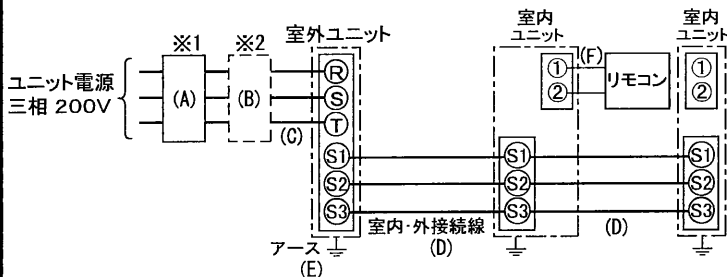 ※1
※2
室外ユニット
室内
ユニット
室内
ユニット
ユニット電源
三相 200V
(A)
(B)
(C)
R
S
T
S1
S2
S3
①
②
(F)
リモコン
①
②
S1
S2
S3
S1
S2
S3
室内・外接続線
(D)
(D)
アース
(E)